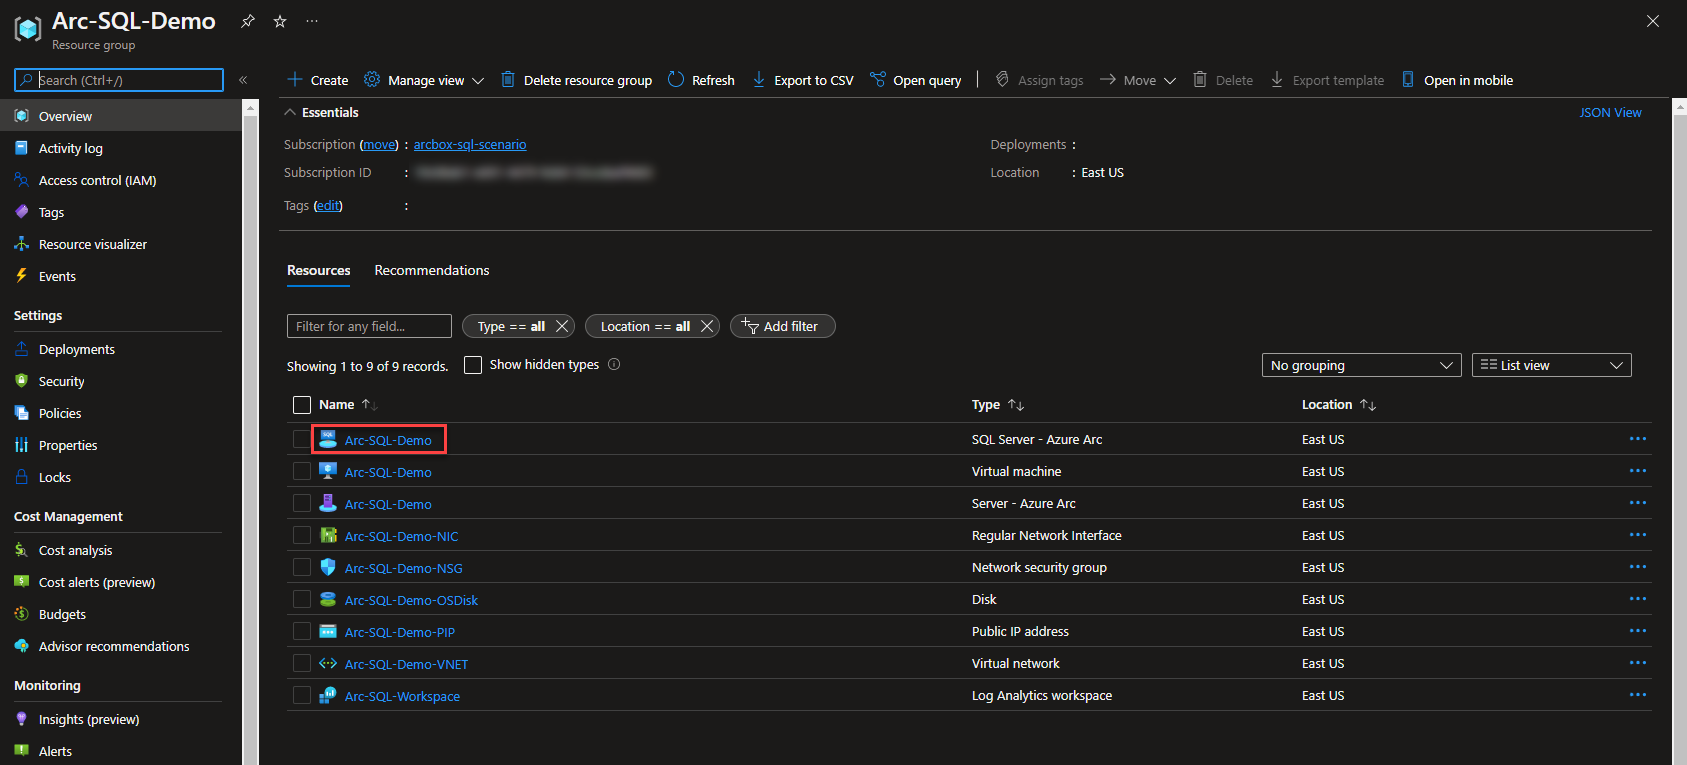 Arc-SQL-Demo
Resource group
Search (Ctrl+/)
Overview
Activity log
Access control (IAM)
Tags
Resource visualizer
Events
Settings
Deployments
Security
Policies
Properties
Locks
Cost Management
Cost analysis
Cost alerts (preview)
Budgets
Advisor recommendations
Monitoring
Insights (preview)
Alerts
Create Manage view Delete resource group Refresh Export to CSV Open query Assign tags Move Delete Export template Open in mobile
Essentials JSON View
Subscription (move) : arcbox-sql-scenario Deployments :
Subscription ID : Location : East US
Tags (edit) :
Resources Recommendations
Filter for any field... Type == all Location == all Add filter
Showing 1 to 9 of 9 records. Show hidden types No grouping List view
Name Type Location
Arc-SQL-Demo SQL Server - Azure Arc East US
Arc-SQL-Demo Virtual machine East US
Arc-SQL-Demo Server - Azure Arc East US
Arc-SQL-Demo-NIC Regular Network Interface East US
Arc-SQL-Demo-NSG Network security group East US
Arc-SQL-Demo-OSDisk Disk East US
Arc-SQL-Demo-PIP Public IP address East US
Arc-SQL-Demo-VNET Virtual network East US
Arc-SQL-Workspace Log Analytics workspace East US